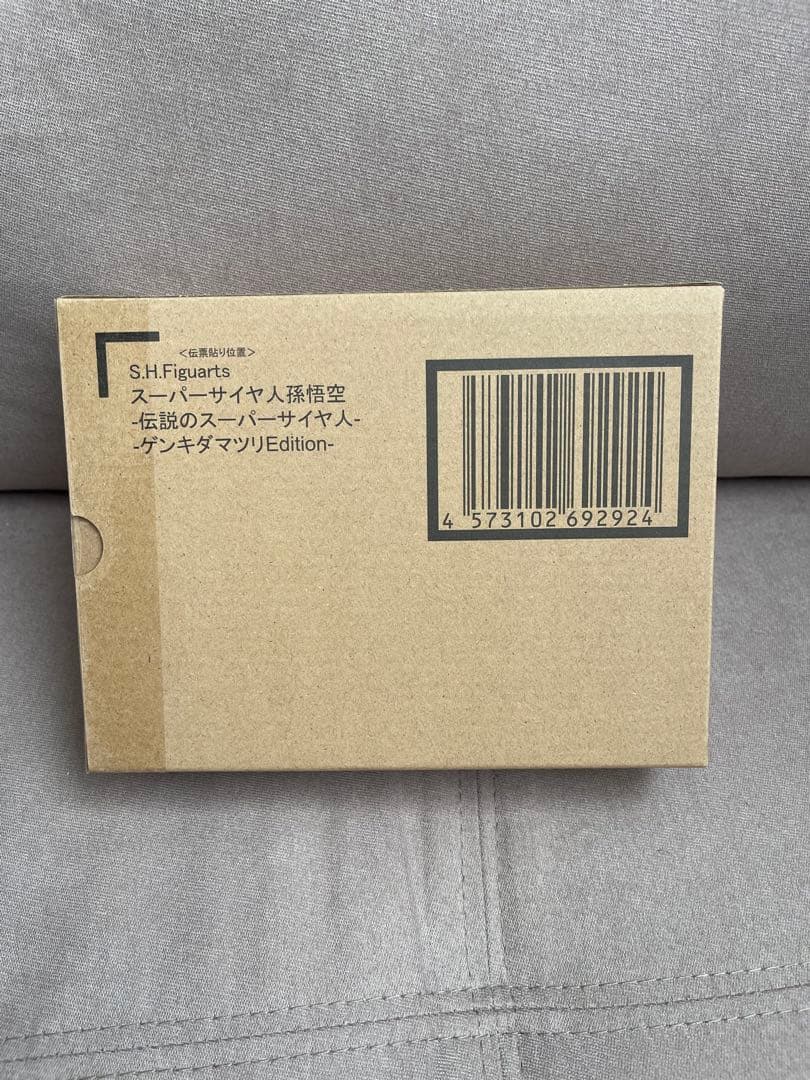 <伝票貼り位置>
S.H.Figuarts
スーパーサイヤ人孫悟空
-伝説のスーパーサイヤ人-
-ゲンキダマツリEdition-
4 573102 692924